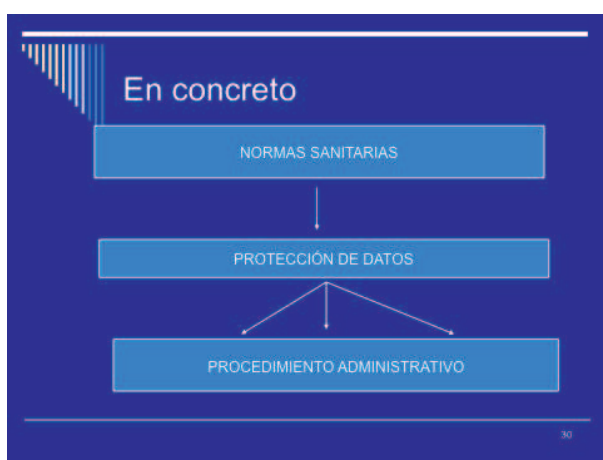 En concreto
NORMAS SANITARIAS
PROTECCIÓN DE DATOS
PROCEDIMIENTO ADMINISTRATIVO
30